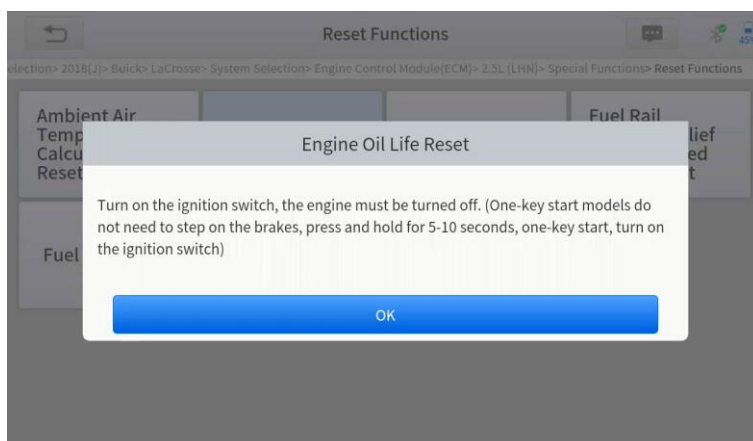 Reset Functions
45%
election> 2018(J)> Buick> LaCrosse> System Selection> Engine Control Module(ECM)> 2.5L (LHN)> Special Functions> Reset Functions
Ambient Air
Temp
Calcu
Reset
Fuel Rail
lief
ed
t
Engine Oil Life Reset
Turn on the ignition switch, the engine must be turned off. (One-key start models do
not need to step on the brakes, press and hold for 5-10 seconds, one-key start, turn on
the ignition switch)
Fuel
OK